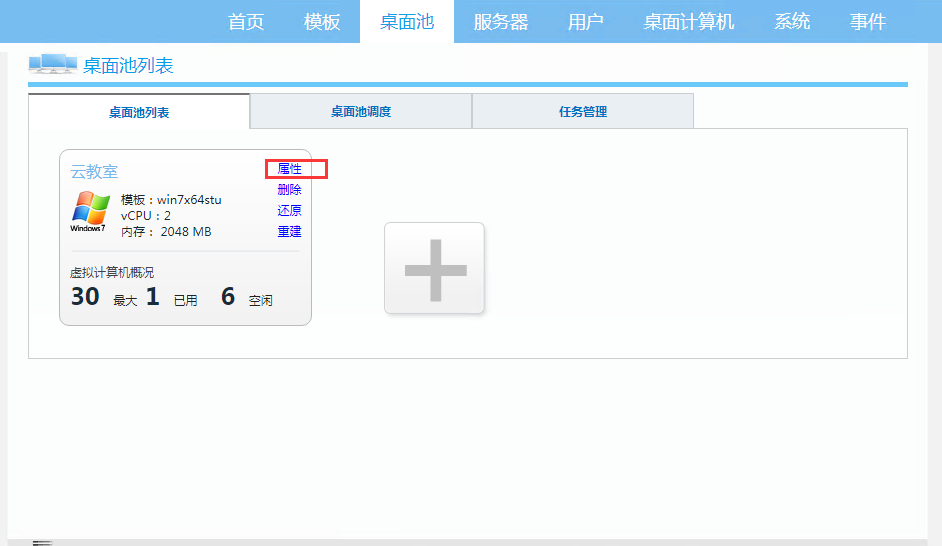 首页 模板 桌面池 服务器 用户 桌面计算机 系统 事件
桌面池列表
桌面池列表 桌面池调度 任务管理
云教室 属性
删除
模板：win7x64stu
还原
vCPU：2
内存： 2048 MB 重建
Windows 7
虚拟计算机概况
30 最大 1 已用 6 空闲